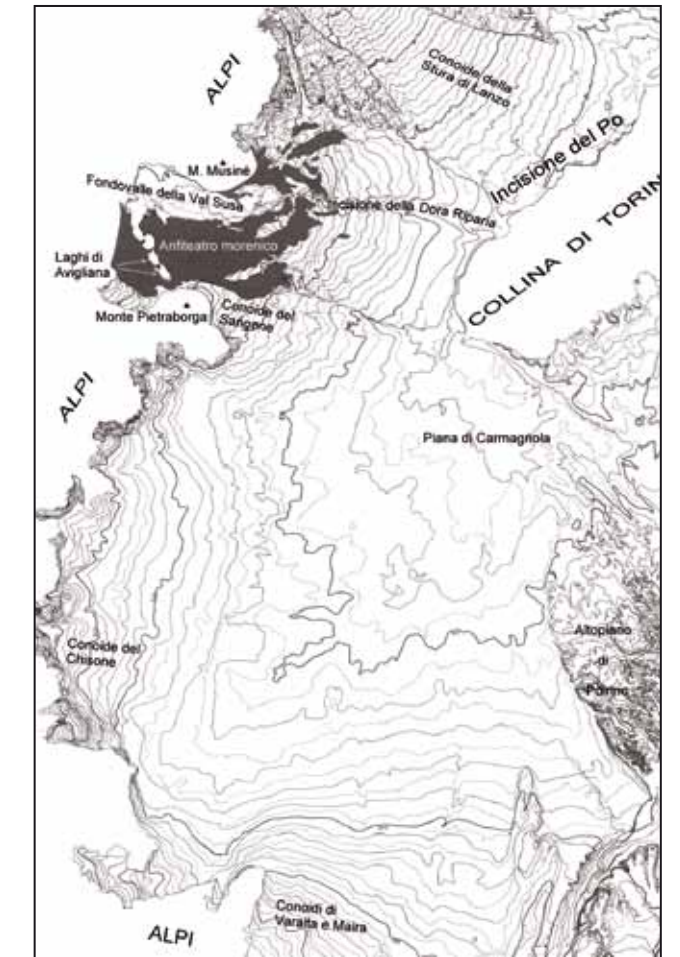 ALPI
Conoide della
Stura di Lanzo
Incisione del Po
M. Musinè
Fondovalle della Val Susa
Incisione della Dora Riparia
COLLINA DI TORIN
Anfiteatro morenico
Laghi di
Avigliana
Conoide del
Sangone
Monte Pietraborga
ALPI
Piana di Carmagnola
Conoide del
Chisone
Altopiano
di
Poirino
Conoidi di
Varaita e Maira
ALPI